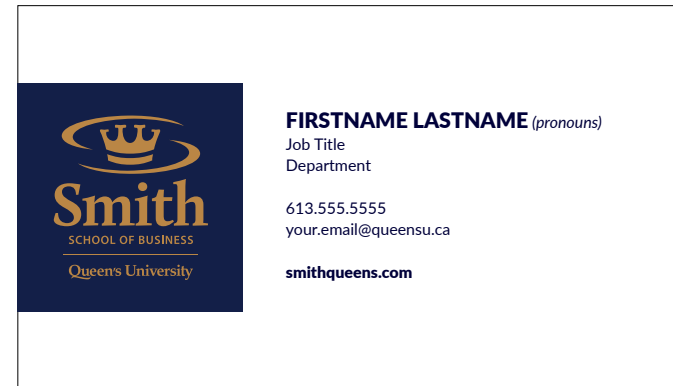 Smith
SCHOOL OF BUSINESS
Queen's University
FIRSTNAME LASTNAME (pronouns)
Job Title
Department
613.555.5555
your.email@queensu.ca
smithqueens.com